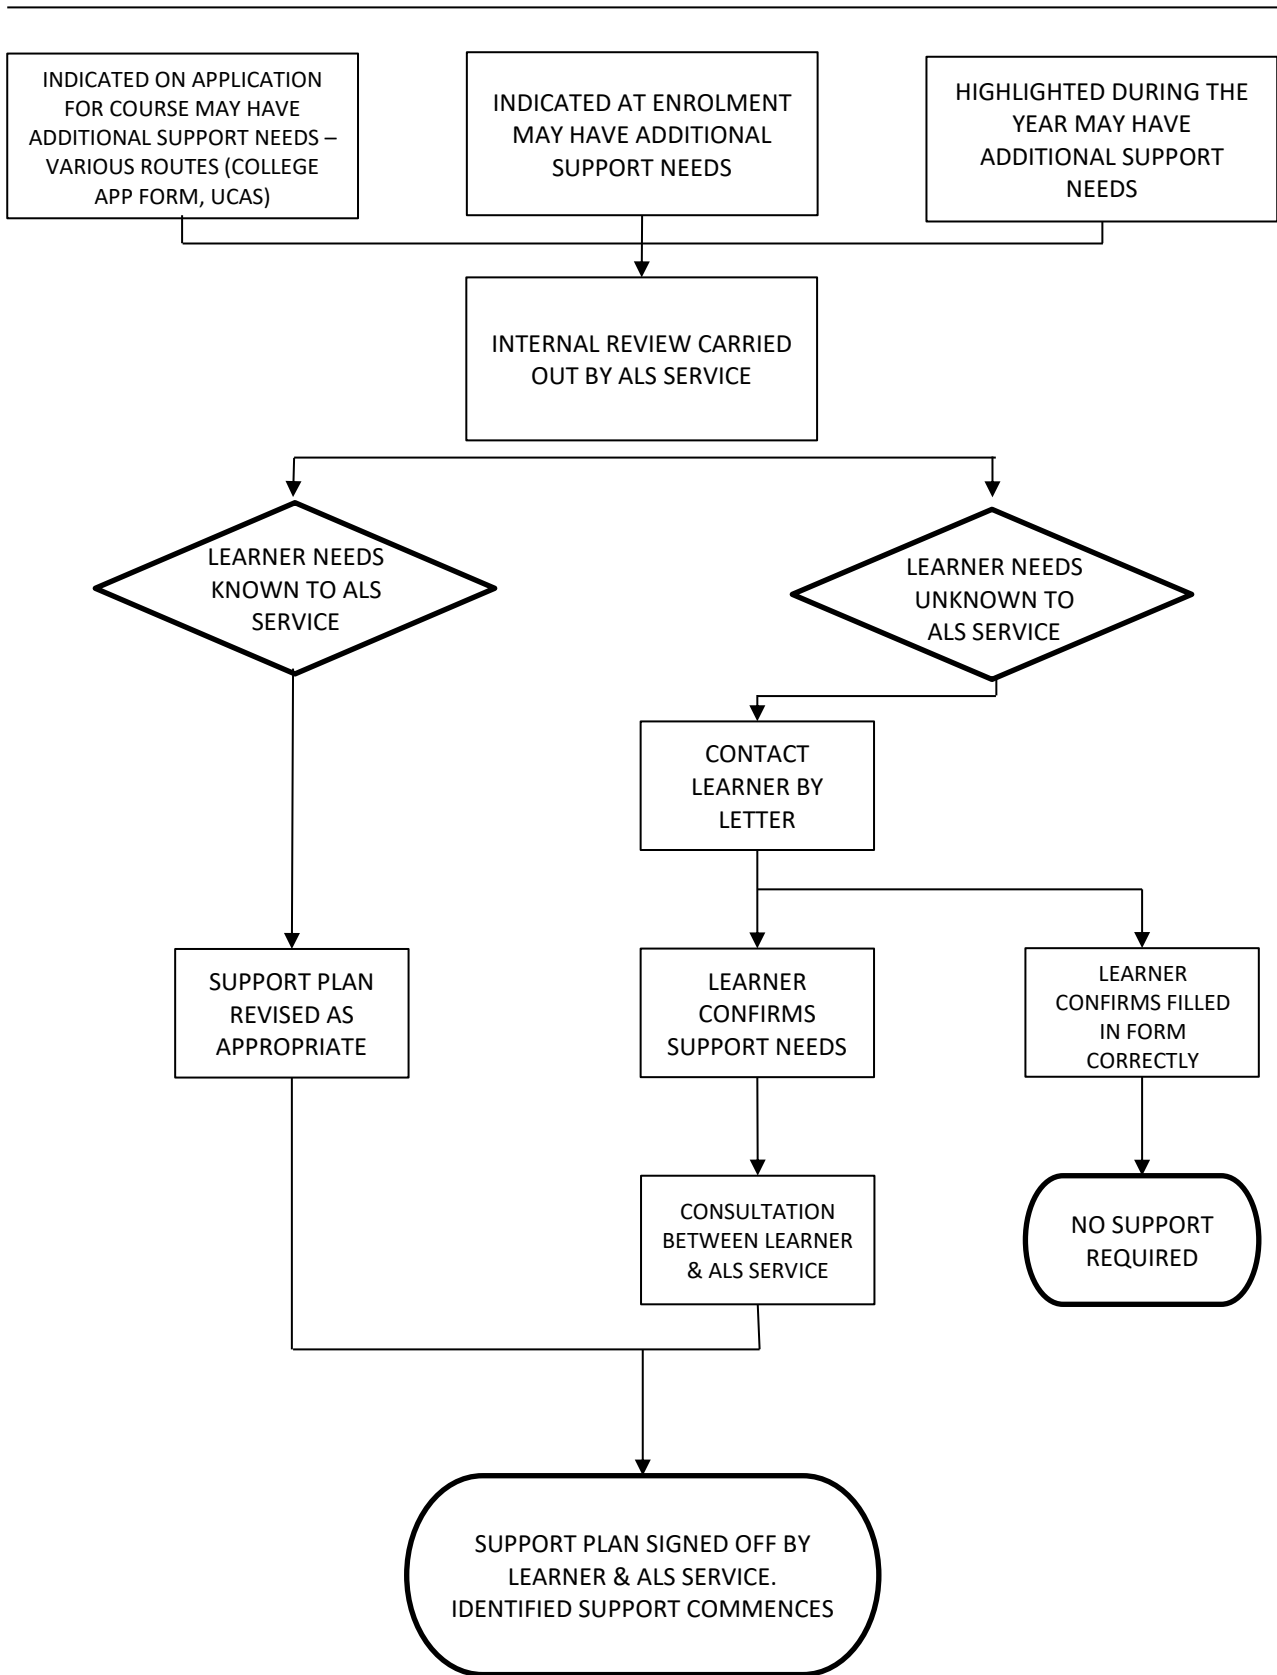 INDICATED ON APPLICATION
FOR COURSE MAY HAVE
ADDITIONAL SUPPORT NEEDS –
VARIOUS ROUTES (COLLEGE
APP FORM, UCAS)
INDICATED AT ENROLMENT
MAY HAVE ADDITIONAL
SUPPORT NEEDS
HIGHLIGHTED DURING THE
YEAR MAY HAVE
ADDITIONAL SUPPORT
NEEDS
INTERNAL REVIEW CARRIED
OUT BY ALS SERVICE
LEARNER NEEDS
KNOWN TO ALS
SERVICE
LEARNER NEEDS
UNKNOWN TO
ALS SERVICE
CONTACT
LEARNER BY
LETTER
SUPPORT PLAN
REVISED AS
APPROPRIATE
LEARNER
CONFIRMS
SUPPORT NEEDS
LEARNER
CONFIRMS FILLED
IN FORM
CORRECTLY
CONSULTATION
BETWEEN LEARNER
& ALS SERVICE
NO SUPPORT
REQUIRED
SUPPORT PLAN SIGNED OFF BY
LEARNER & ALS SERVICE.
IDENTIFIED SUPPORT COMMENCES